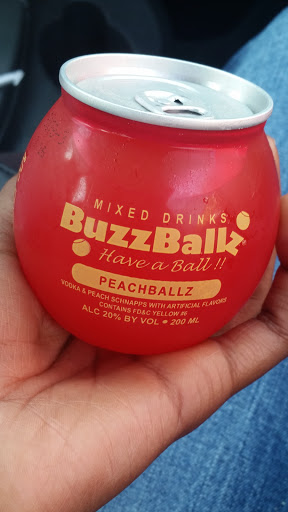 MIXED DRINKS
BuzzBallz
Have a Ball!!
PEACHBALLZ
VODKA & PEACH SCHNAPPS WITH ARTIFICIAL FLAVORS
CONTAINS FD&C YELLOW #6
ALC 20% BY VOL • 200 ML